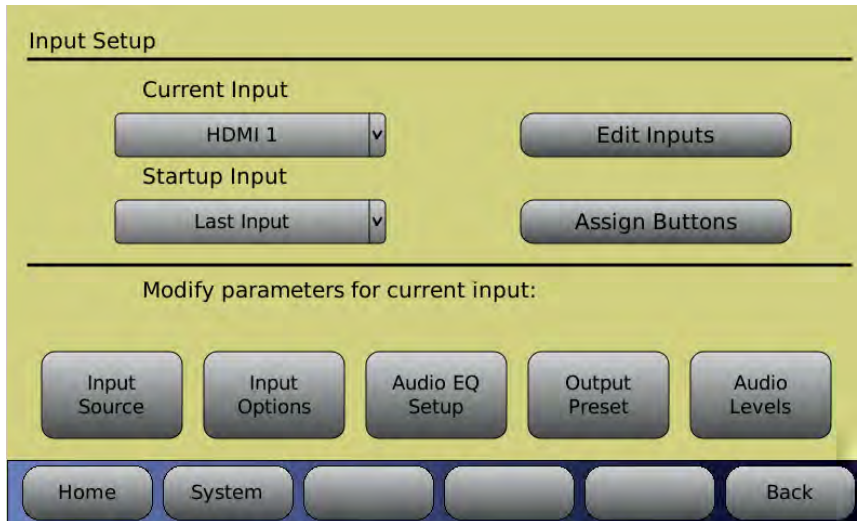 Input Setup
Current Input
HDMI 1
Edit Inputs
Startup Input
Last Input
Assign Buttons
Modify parameters for current input:
Input
Source
Input
Options
Audio EQ
Setup
Output
Preset
Audio
Levels
Home
System
Back